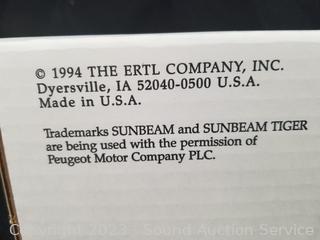 © 1994 THE ERTL COMPANY, INC.
Dyersville, IA 52040-0500 U.S.A.
Made in U.S.A.
Trademarks SUNBEAM and SUNBEAM TIGER
are being used with the permission of
Peugeot Motor Company PLC.
Copyright 2023 - Sound Auction Service